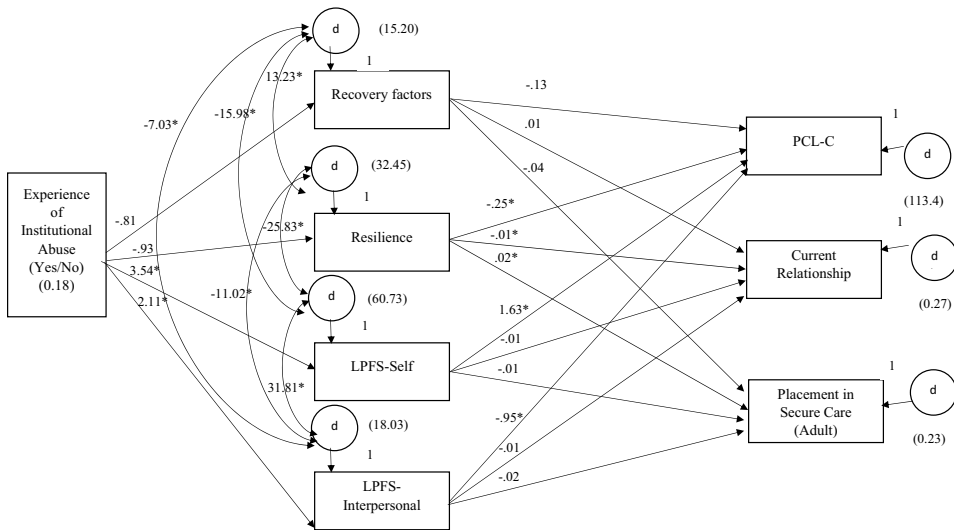 d
(15.20)
1
13.23*
-15.98*
-7.03*
Recovery factors
-.13
.01
-.04
PCL-C
1
d
(113.4)
Experience of
Institutional
Abuse
(Yes/No)
(0.18)
-.81
-.93
3.54*
2.11*
d
(32.45)
1
-25.83*
Resilience
-.25*
-.01*
.02*
Current
Relationship
1
d
(0.27)
-11.02*
d
(60.73)
1
LPFS-Self
1.63*
-.01
-.01
31.81*
Placement in
Secure Care
(Adult)
1
d
(0.23)
d
(18.03)
1
LPFS-
Interpersonal
-.95*
-.01
-.02